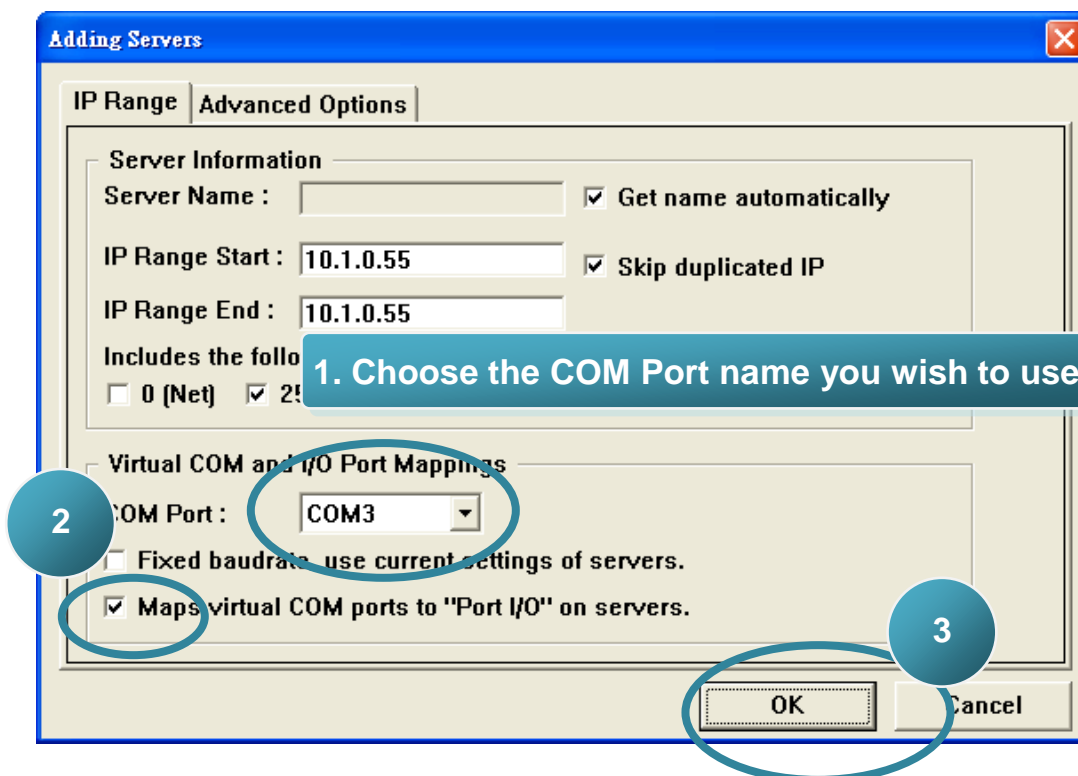 Adding Servers
IP Range Advanced Options
Server Information
Server Name : Get name automatically
IP Range Start : 10.1.0.55 Skip duplicated IP
IP Range End : 10.1.0.55
Includes the
1. Choose the COM Port name you wish to use
0 (Net)
Virtual COM and I/O Port Mappings
2 COM Port : COM3
Fixed baudrate, use current settings of servers.
Maps virtual COM ports to "Port I/O" on servers.
3
OK Cancel